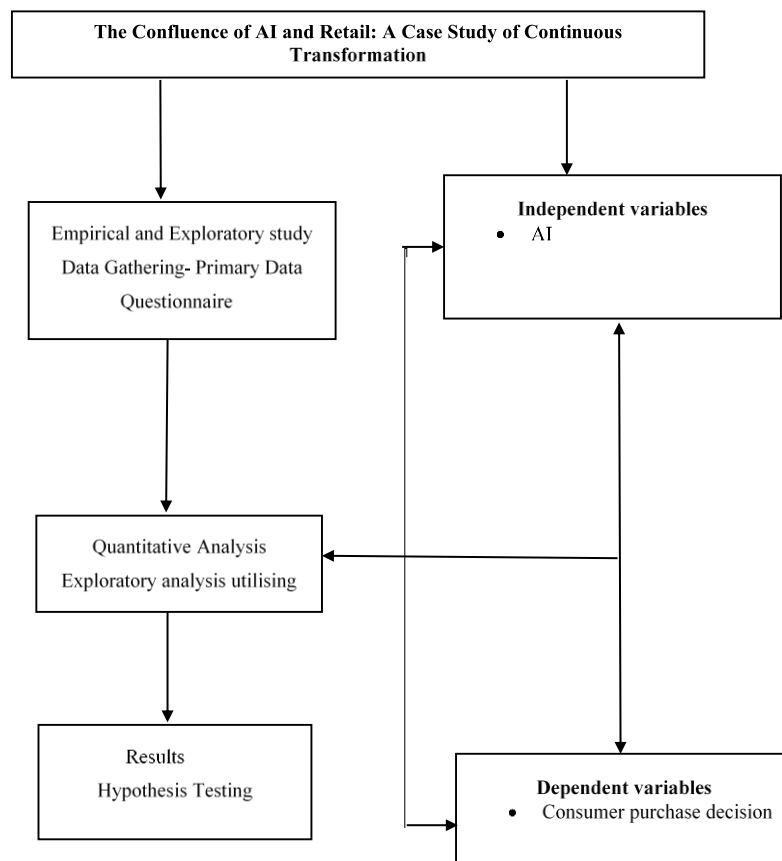 The Confluence of AI and Retail: A Case Study of Continuous
Transformation
Empirical and Exploratory study
Data Gathering- Primary Data
Questionnaire
Independent variables
• AI
Quantitative Analysis
Exploratory analysis utilising
Results
Hypothesis Testing
Dependent variables
• Consumer purchase decision